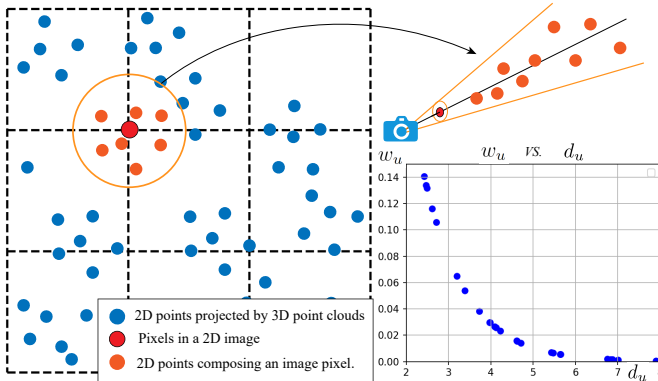 w_u
w_u vs. d_u
0.14
0.12
0.10
0.08
0.06
0.04
0.02
0.00
2 3 4 5 6 7
d_u
2D points projected by 3D point clouds
Pixels in a 2D image
2D points composing an image pixel.